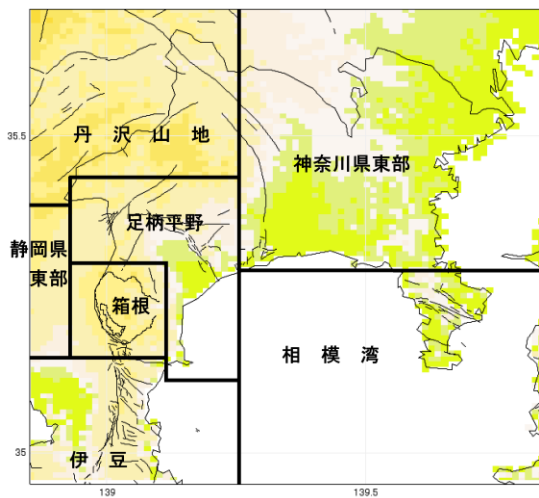 35.5
丹 沢 山 地
神奈川県東部
足柄平野
静岡県
東部
箱根
相 模 湾
35
伊 豆
139
139.5